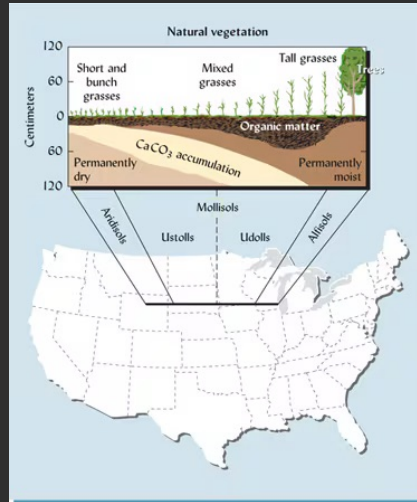 Natural vegetation
120
60
0
60
120
Centimeters
Short and
bunch
grasses
Mixed
grasses
Tall grasses
Trees
Organic matter
CaCO3 accumulation
Permanently
dry
Permanently
moist
Mollisols
Aridisols
Ustolls
Udolls
Alfisols